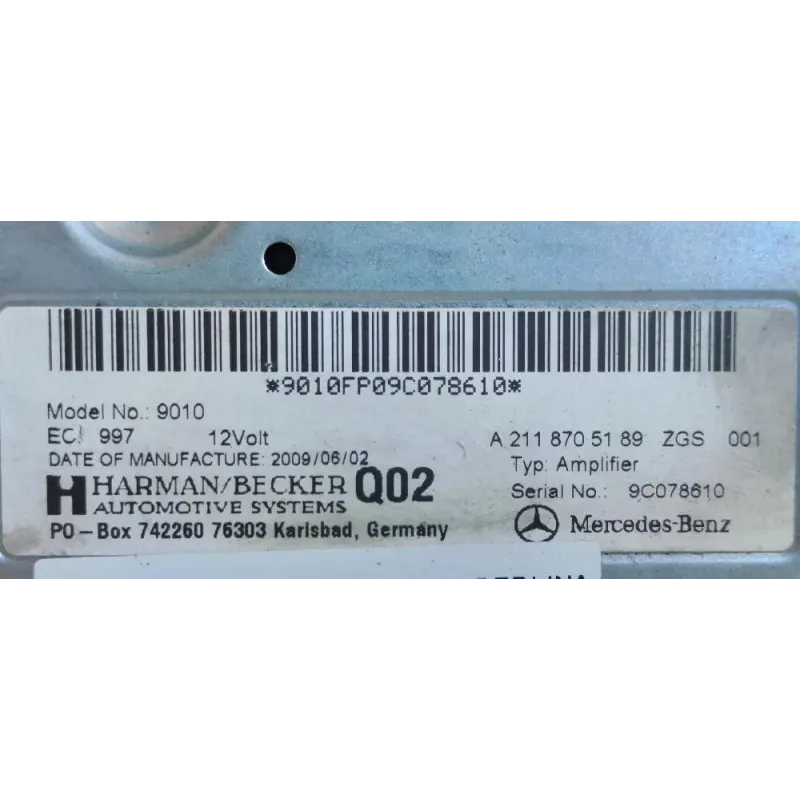 *9010FP09C078610*
Model No.: 9010
EC/ 997 12Volt
A 211 870 51 89 ZGS 001
DATE OF MANUFACTURE: 2009/06/02
Typ: Amplifier
HARMAN/BECKER Q02
AUTOMOTIVE SYSTEMS
Serial No.: 9C078610
PO-Box 742260 76303 Karlsbad, Germany
Mercedes-Benz